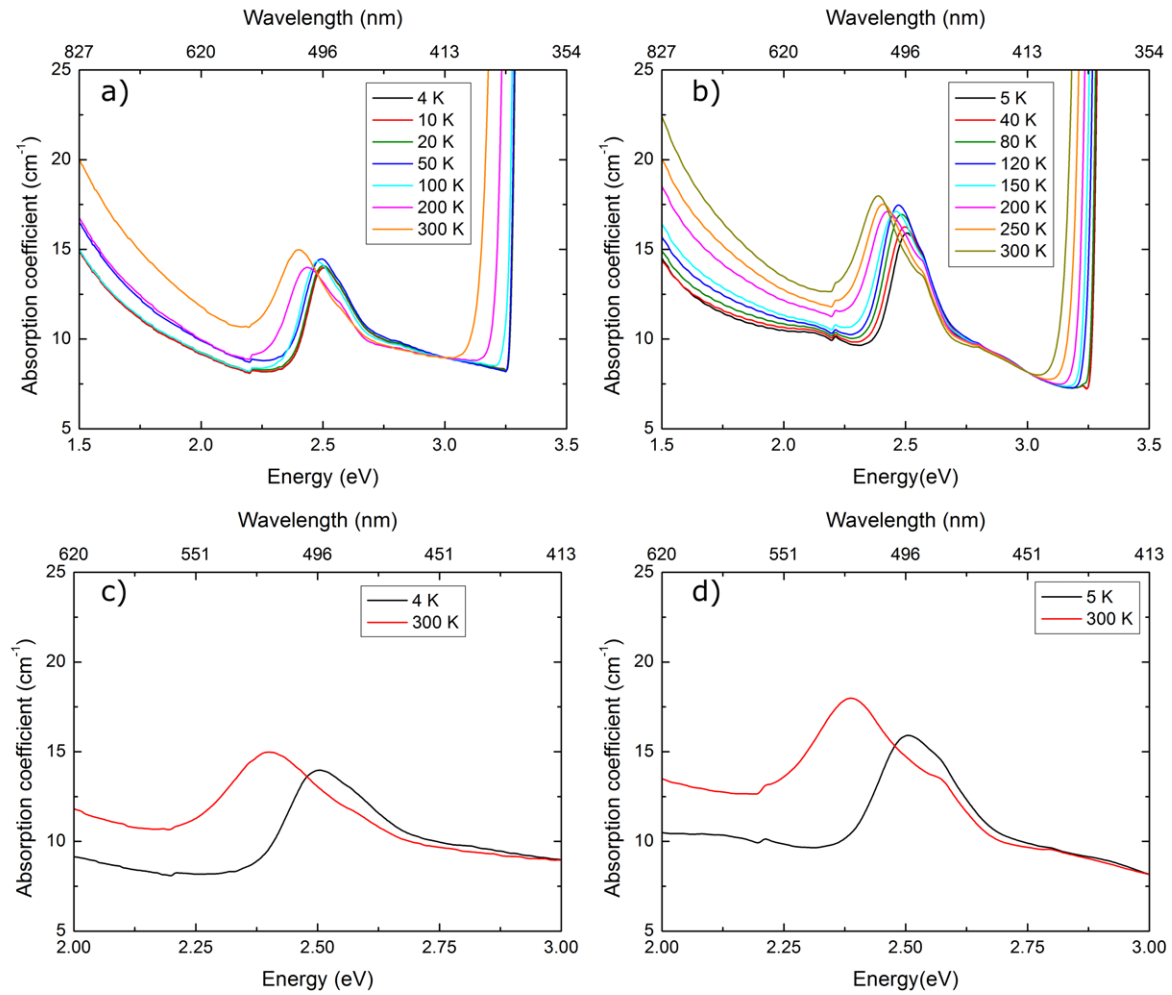 Wavelength (nm)
827 620 496 413 354
a)
4 K
10 K
20 K
50 K
100 K
200 K
300 K
25
20
15
10
5
Absorption coefficient (cm-1)
1.5 2.0 2.5 3.0 3.5
Energy (eV)
Wavelength (nm)
827 620 496 413 354
b)
5 K
40 K
80 K
120 K
150 K
200 K
250 K
300 K
25
20
15
10
5
Absorption coefficient (cm-1)
1.5 2.0 2.5 3.0 3.5
Energy(eV)
Wavelength (nm)
620 551 496 451 413
c)
4 K
300 K
25
20
15
10
5
Absorption coefficient (cm-1)
2.00 2.25 2.50 2.75 3.00
Energy (eV)
Wavelength (nm)
620 551 496 451 413
d)
5 K
300 K
25
20
15
10
5
Absorption coefficient (cm-1)
2.00 2.25 2.50 2.75 3.00
Energy(eV)